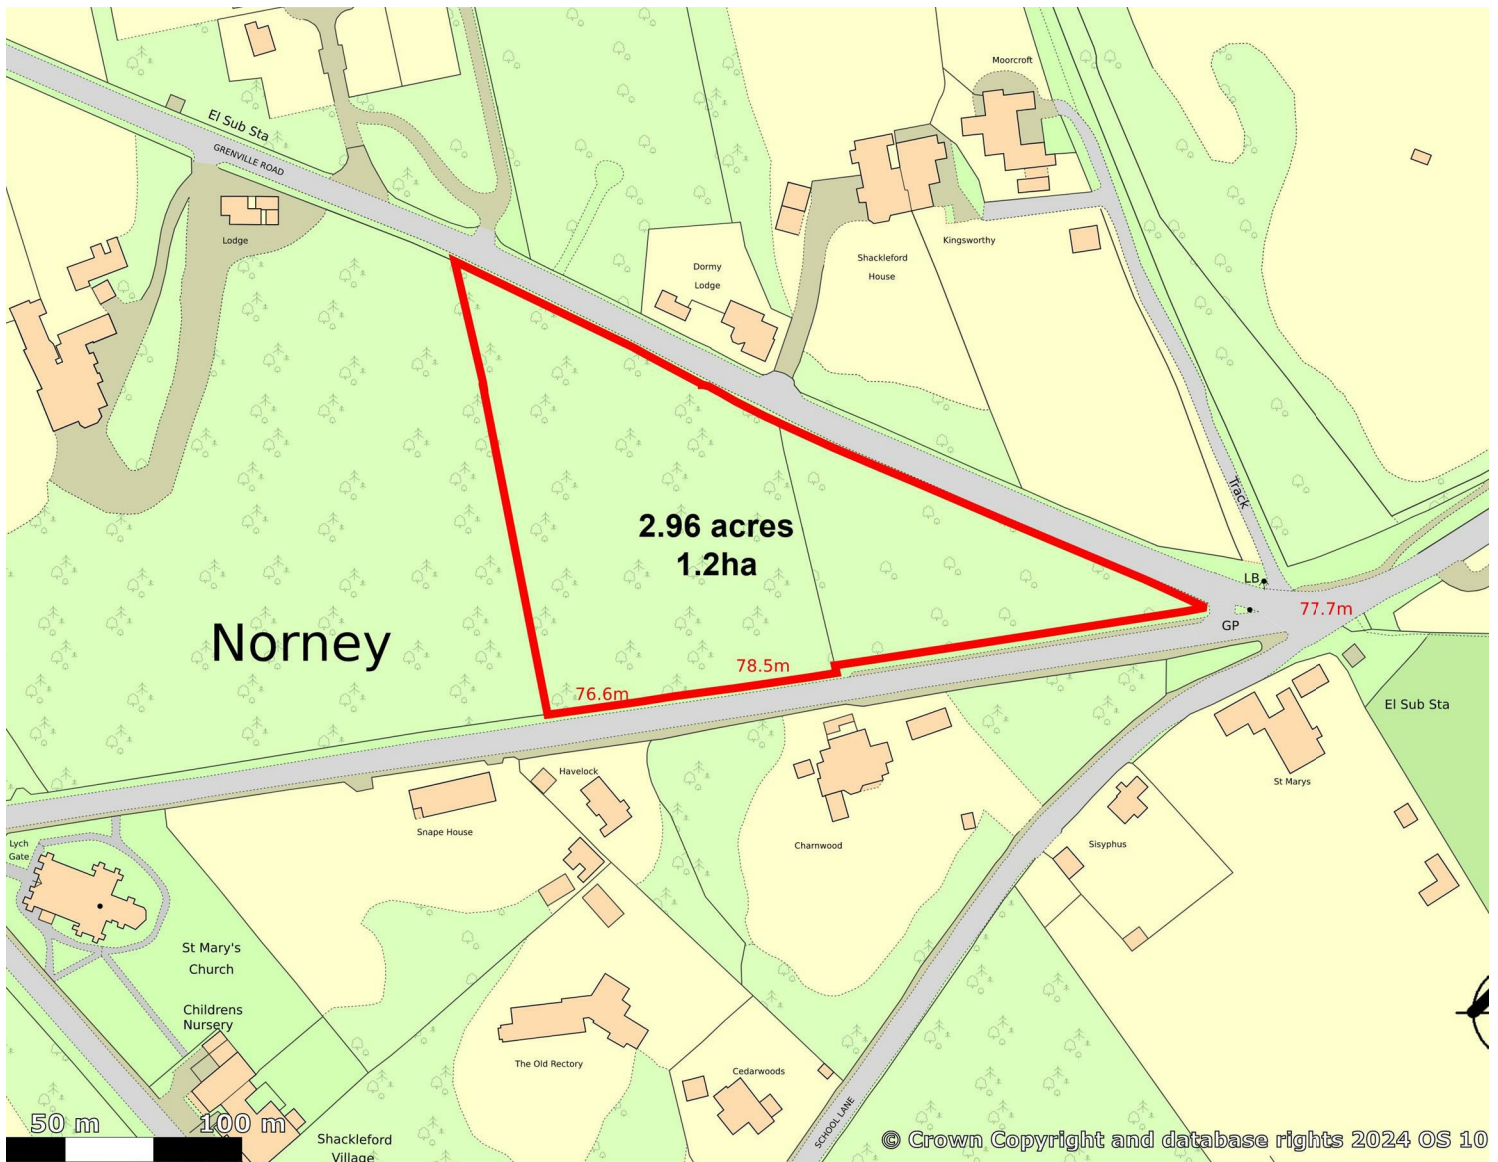 Moorcroft
El Sub Sta
GRENVILLE ROAD
Lodge
Kingsworthy
Shackleford
House
Dormy
Lodge
Track
2.96 acres
1.2ha
LB
GP
77.7m
Norney
78.5m
76.6m
El Sub Sta
St Marys
Havelock
Snape House
Charnwood
Sisyphus
Lych
Gate
St Mary's
Church
Childrens
Nursery
The Old Rectory
Cedarwoods
SCHOOL LANE
50 m
100 m
Shackleford
Village
© Crown Copyright and database rights 2024 OS 10